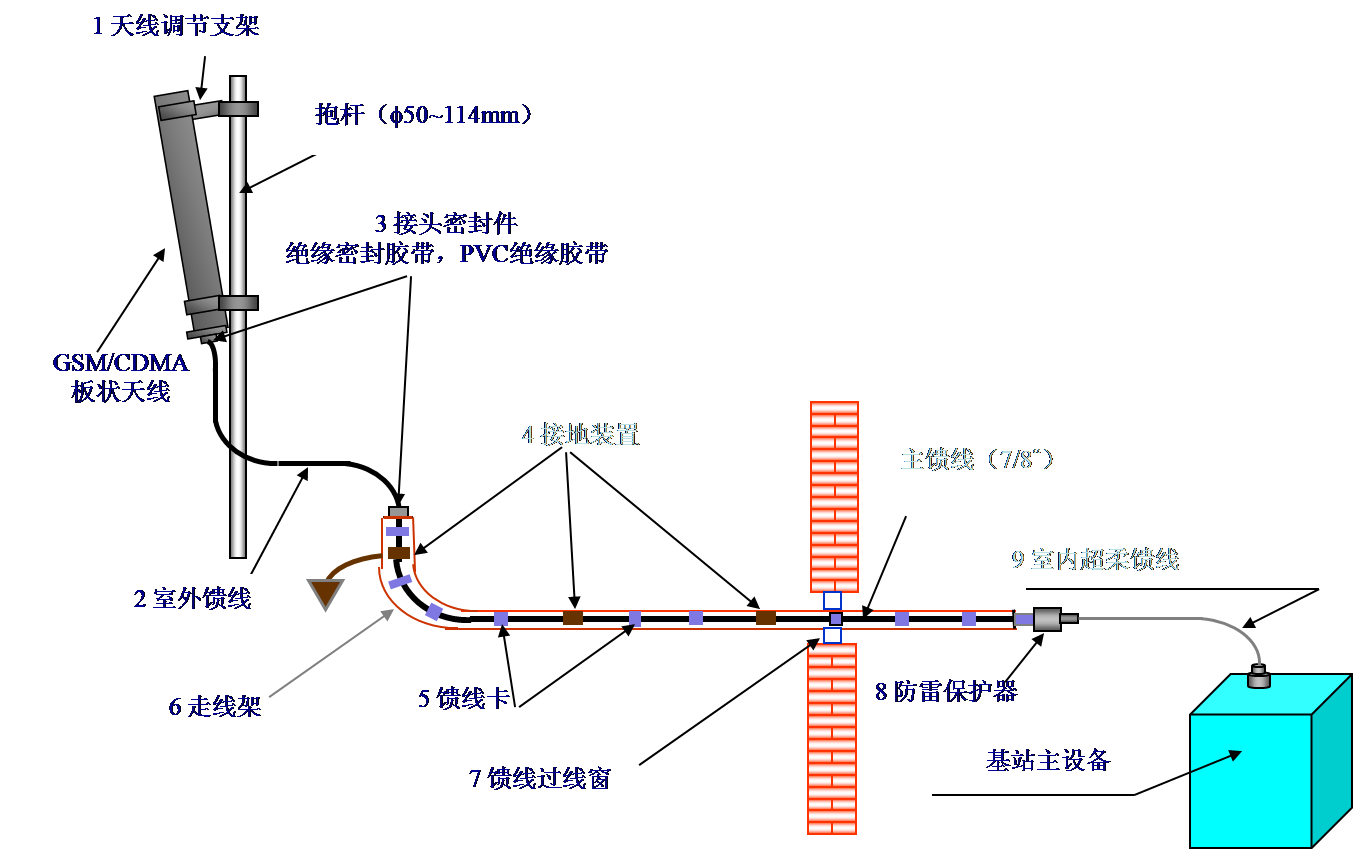 1 天线调节支架
抱杆（ф50~114mm）
3 接头密封件
绝缘密封胶带，PVC绝缘胶带
GSM/CDMA
板状天线
4 接地装置
主馈线（7/8“）
9 室内超柔馈线
2 室外馈线
6 走线架
5 馈线卡
8 防雷保护器
7 馈线过线窗
基站主设备